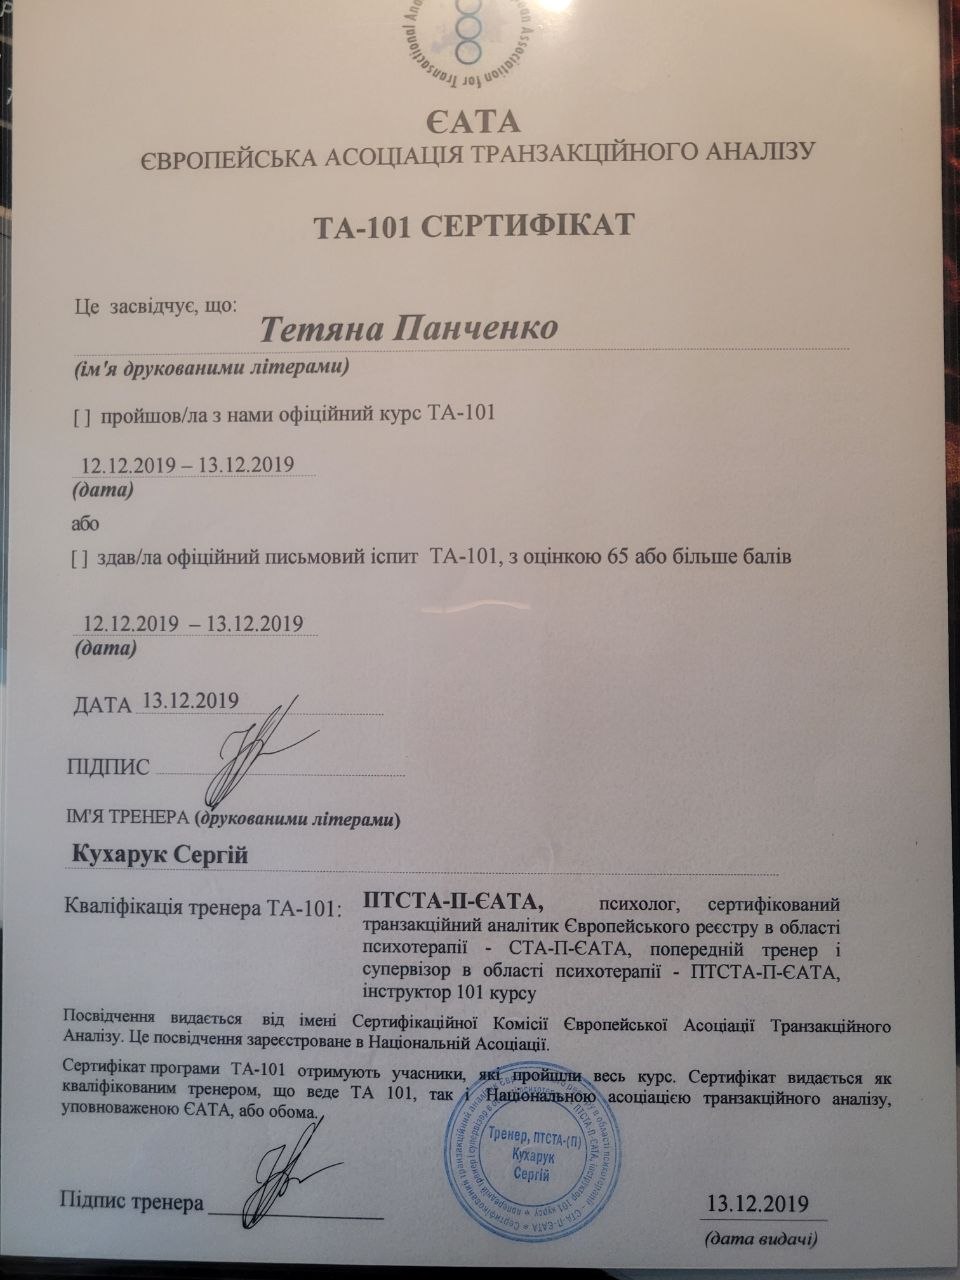 European Association for Transactional Ana
ЄАТА
ЄВРОПЕЙСЬКА АСОЦІАЦІЯ ТРАНЗАКЦІЙНОГО АНАЛІЗУ
ТА-101 СЕРТИФІКАТ
Це засвідчує, що:
Тетяна Панченко
(ім'я друкованими літерами)
[ ] пройшов/ла з нами офіційний курс ТА-101
12.12.2019 – 13.12.2019
(дата)
або
[ ] здав/ла офіційний письмовий іспит ТА-101, з оцінкою 65 або більше балів
12.12.2019 – 13.12.2019
(дата)
ДАТА 13.12.2019
ПІДПИС
ІМ'Я ТРЕНЕРА (друкованими літерами)
Кухарук Сергій
Кваліфікація тренера ТА-101: ПТСТА-П-ЄАТА, психолог, сертифікований
транзакційний аналітик Європейського реєстру в області
психотерапії - СТА-П-ЄАТА, попередній тренер і
супервізор в області психотерапії - ПТСТА-П-ЄАТА,
інструктор 101 курсу
Посвідчення видається від імені Сертифікаційної Комісії Європейської Асоціації Транзакційного
Аналізу. Це посвідчення зареєстроване в Національній Асоціації.
Сертифікат програми ТА-101 отримують учасники, які пройшли весь курс. Сертифікат видається як
кваліфікованим тренером, що веде ТА 101, так і Національною асоціацією транзакційного аналізу,
уповноваженою ЄАТА, або обома.
Тренер, ПТСТА-(П)
Кухарук
Сергій
Підпис тренера
13.12.2019
(дата видачі)